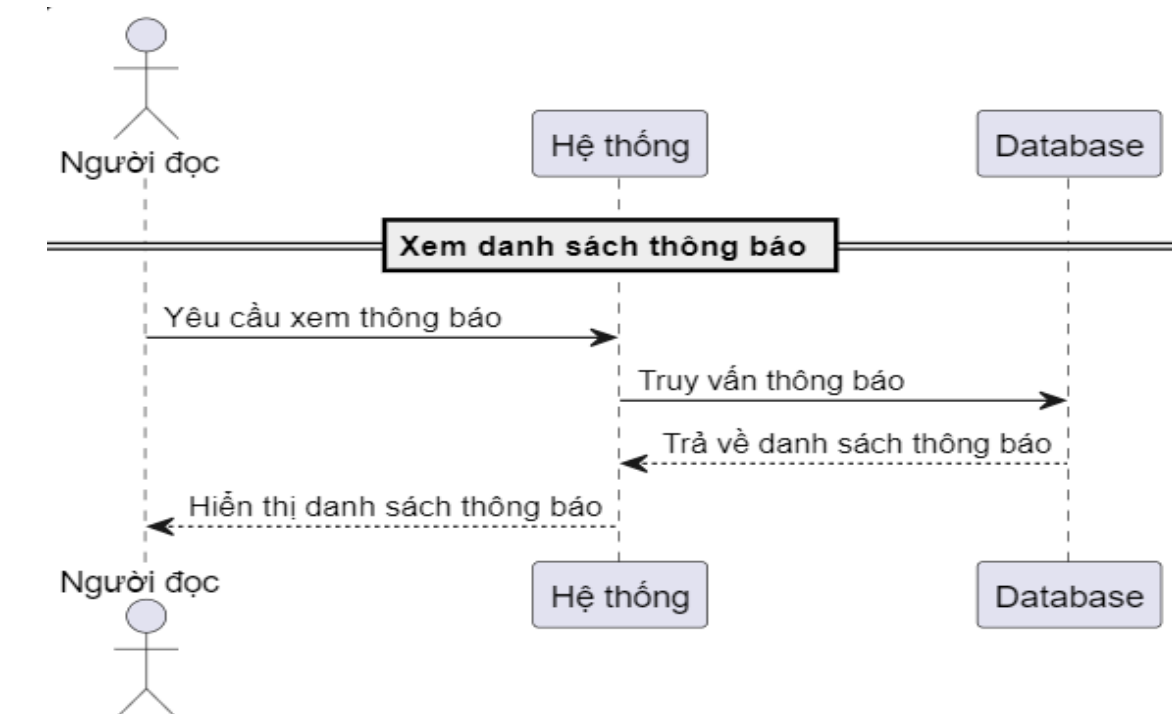 Người đọc
Hệ thống
Database
Xem danh sách thông báo
Yêu cầu xem thông báo
Truy vấn thông báo
Trả về danh sách thông báo
Hiển thị danh sách thông báo
Người đọc
Hệ thống
Database